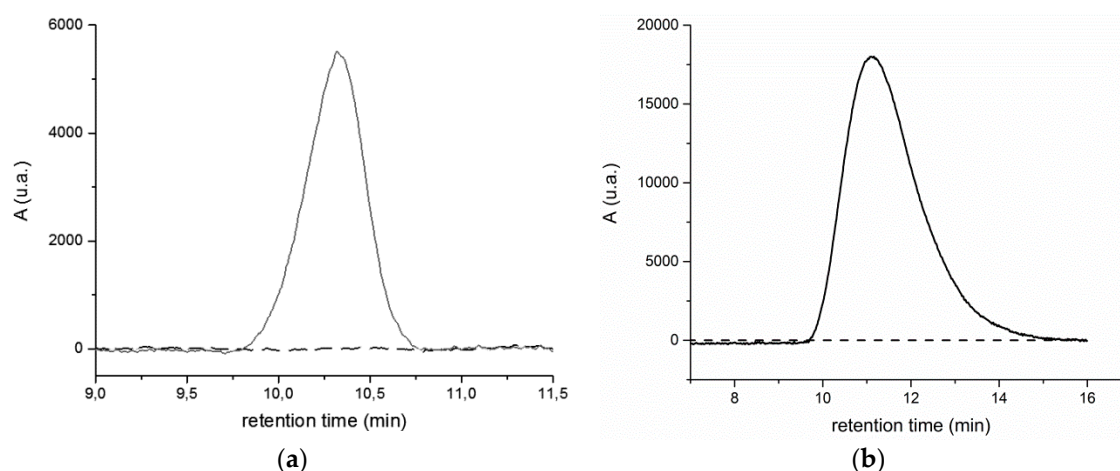 6000
4000
2000
0
A (u.a.)
9,0 9,5 10,0 10,5 11,0 11,5
retention time (min)
(a)
20000
15000
10000
5000
0
A (u.a.)
8 10 12 14 16
retention time (min)
(b)